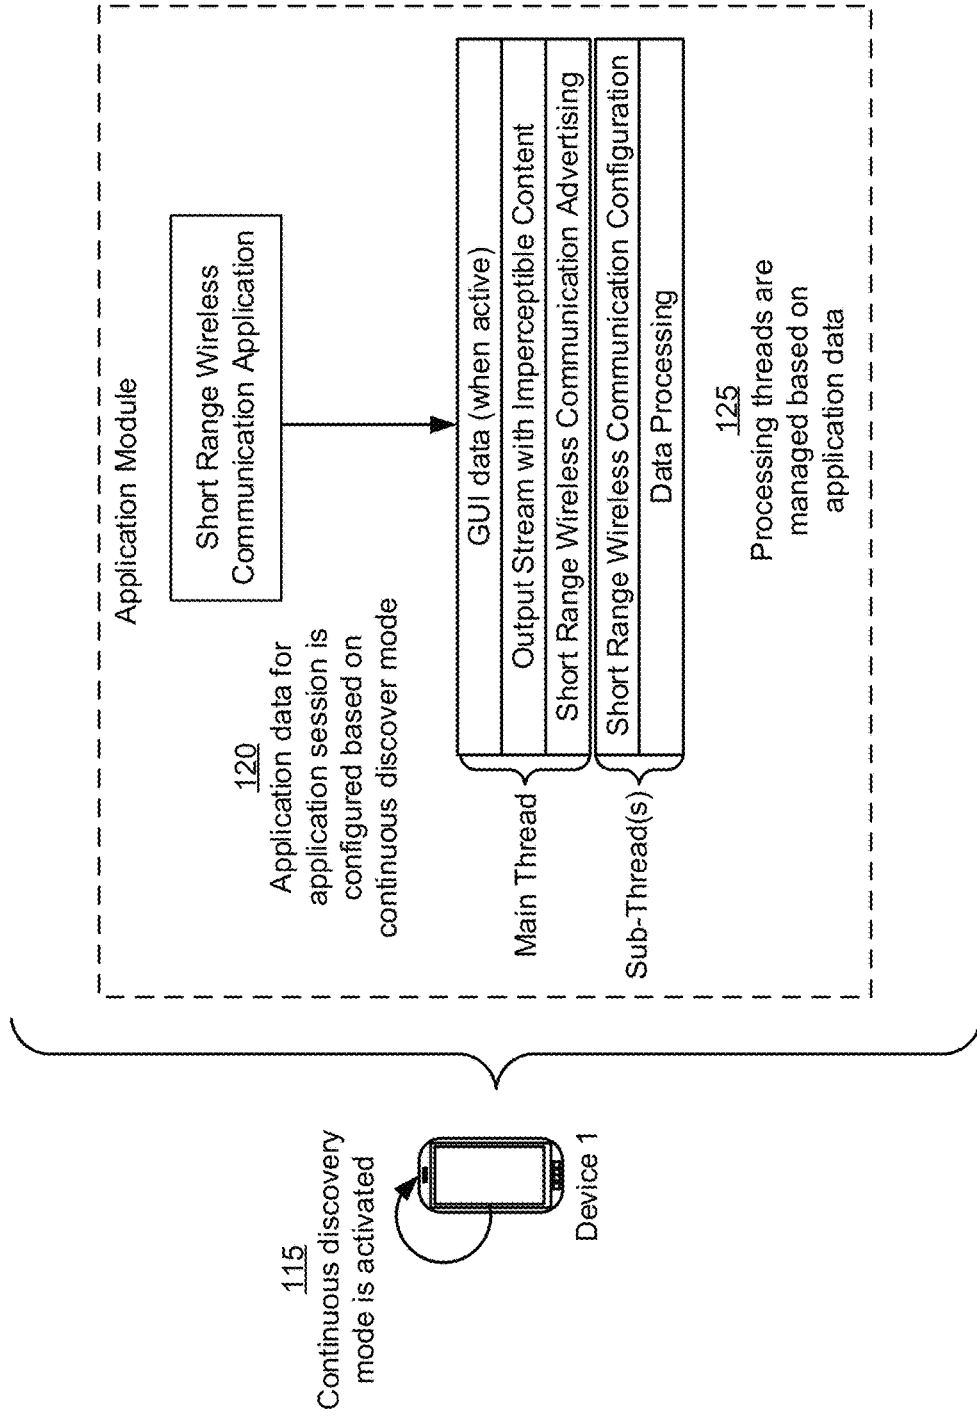 115
Continuous discovery
mode is activated
Device 1
Application Module
Short Range Wireless
Communication Application
120
Application data for
application session is
configured based on
continuous discover mode
Main Thread
GUI data (when active)
Output Stream with Imperceptible Content
Short Range Wireless Communication Advertising
Sub-Thread(s)
Short Range Wireless Communication Configuration
Data Processing
125
Processing threads are
managed based on
application data